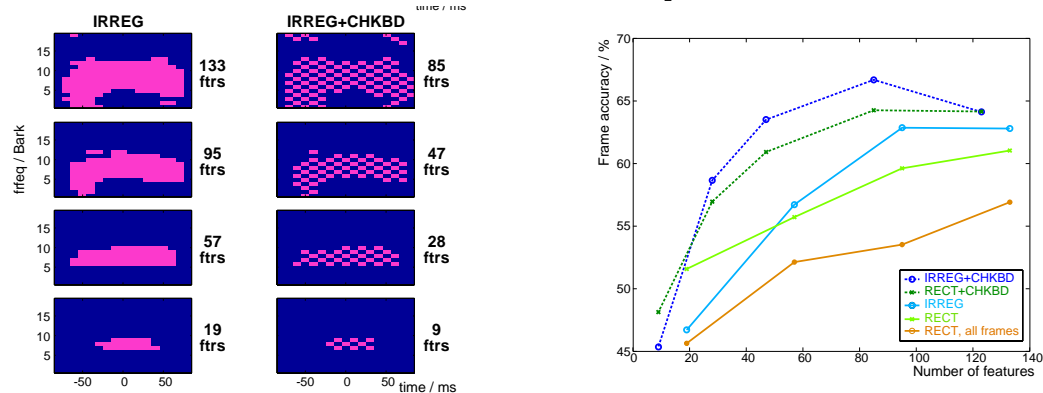 time / ms
IRREG
IRREG+CHKBD
15
10
5
133
ftrs
85
ftrs
frfeq / Bark
15
10
5
95
ftrs
47
ftrs
15
10
5
57
ftrs
28
ftrs
15
10
5
19
ftrs
9
ftrs
-50 0 50
-50 0 50 time / ms
Frame accuracy / %
70
65
60
55
50
45
20 40 60 80 100 120 140
Number of features
IRREG+CHKBD
RECT+CHKBD
IRREG
RECT
RECT, all frames